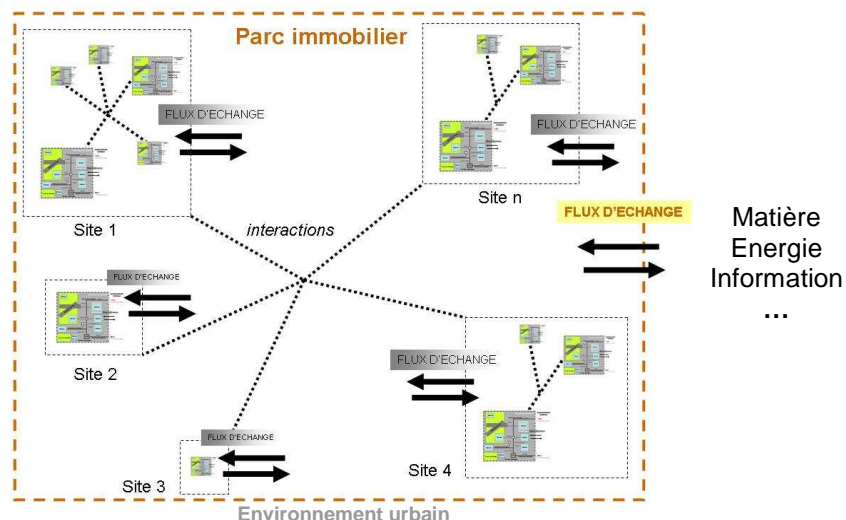 Parc immobilier
FLUX D'ECHANGE
Site 1
FLUX D'ECHANGE
Site n
interactions
FLUX D'ECHANGE
Matière
Energie
Information
...
FLUX D'ECHANGE
Site 2
FLUX D'ECHANGE
Site 4
FLUX D'ECHANGE
Site 3
Environnement urbain